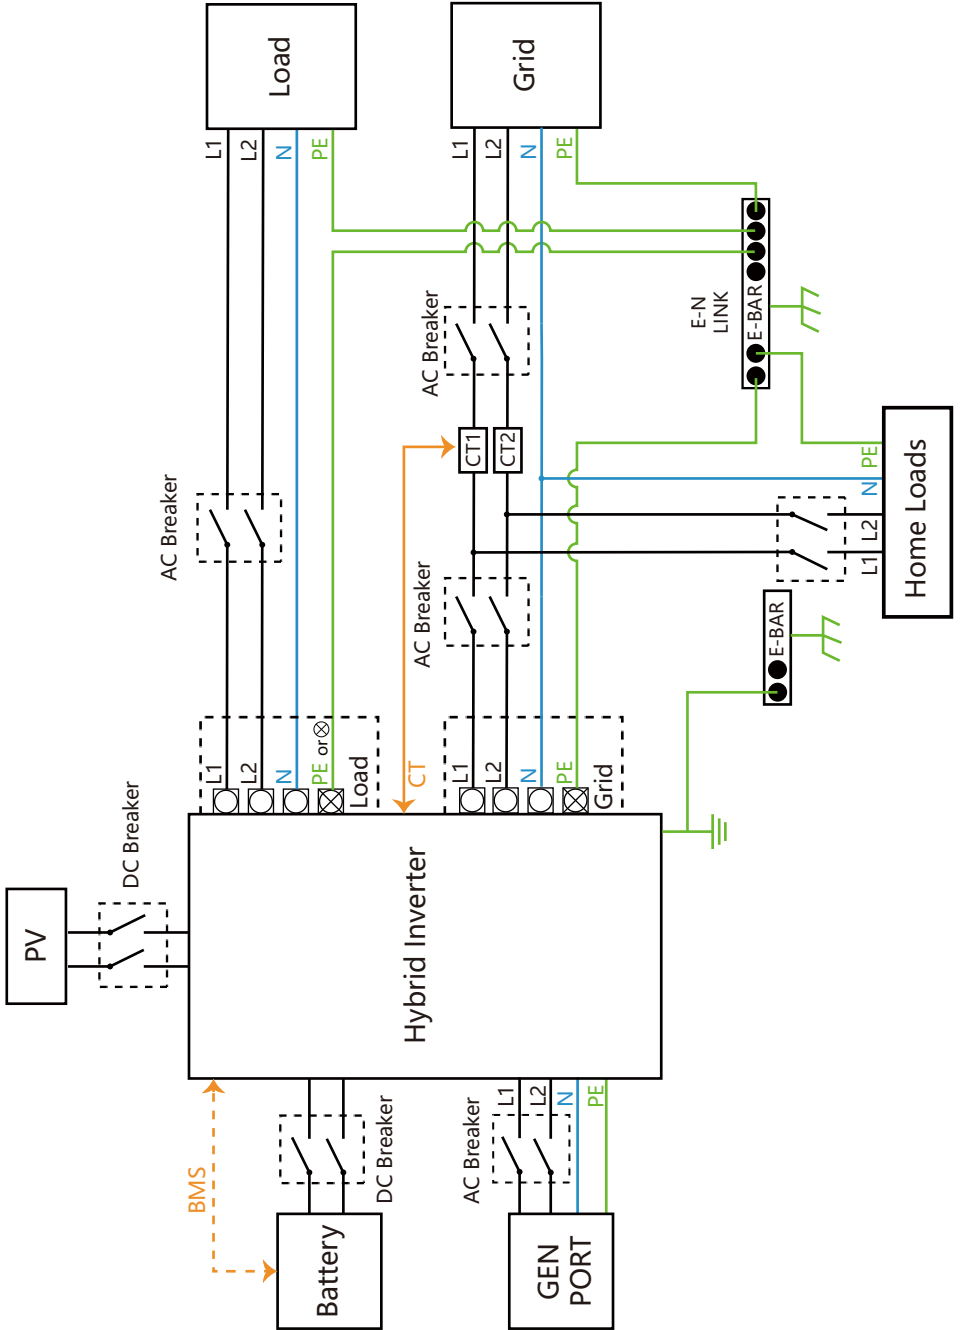 Load
Grid
L1
L2
N
PE
L1
L2
N
PE
E-N
LINK
E-BAR
AC Breaker
CT1
CT2
AC Breaker
AC Breaker
PE
N
L2
L1
Home Loads
E-BAR
CT
L1
L2
N
PE or
Load
L1
L2
N
PE
Grid
DC Breaker
PV
Hybrid Inverter
BMS
DC Breaker
Battery
AC Breaker
L1
L2
N
PE
GEN
PORT